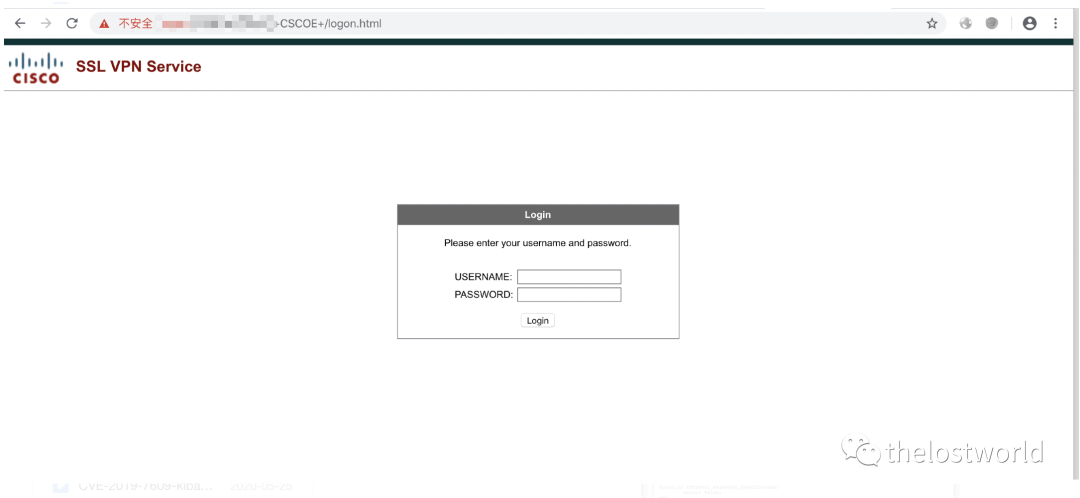 不安全 +CSCOE+/logon.html
CISCO SSL VPN Service
Login
Please enter your username and password.
USERNAME:
PASSWORD:
Login
thelostworld
CVE-2019-7609-kiba... 2020-05-25